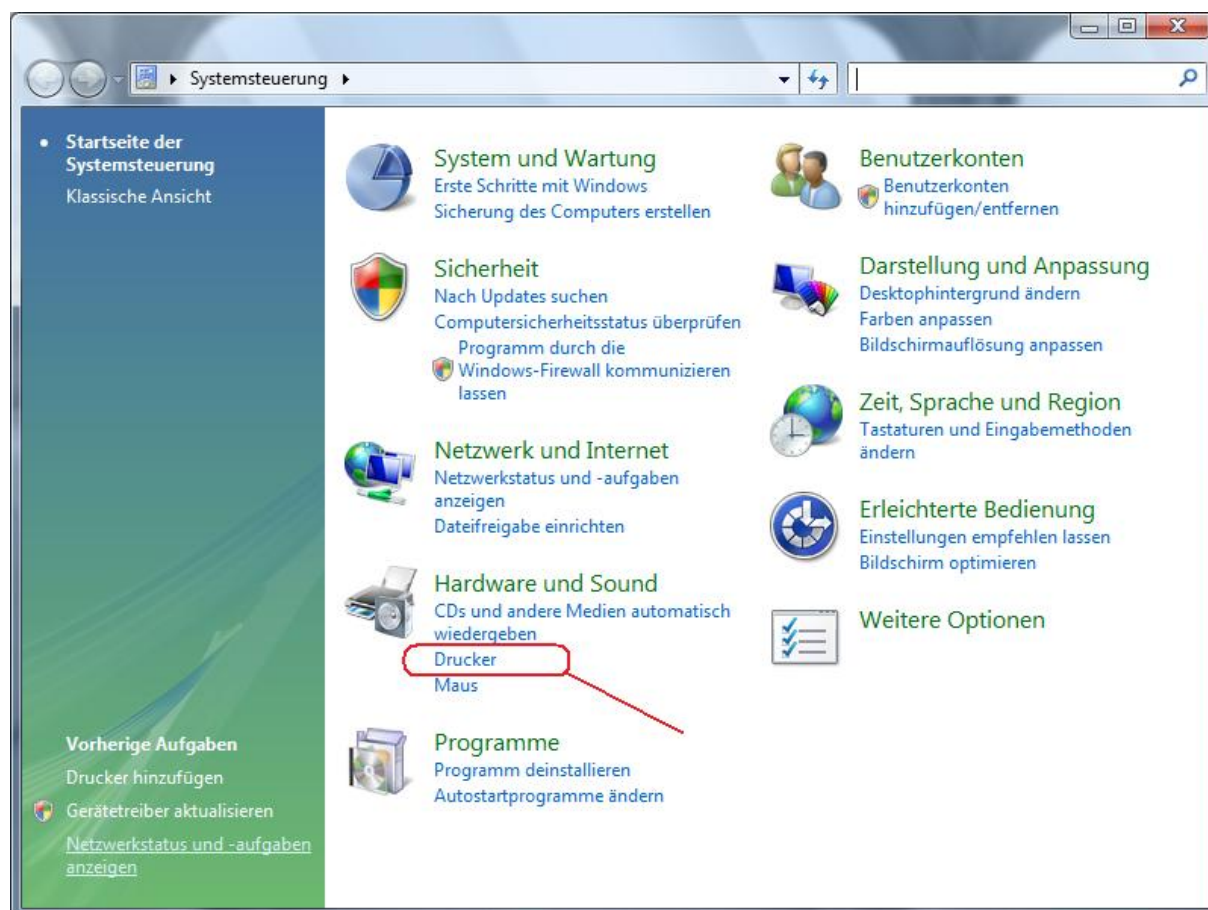 Systemsteuerung
Startseite der
Systemsteuerung
Klassische Ansicht
Vorherige Aufgaben
Drucker hinzufügen
Gerätetreiber aktualisieren
Netzwerkstatus und -aufgaben
anzeigen
System und Wartung
Erste Schritte mit Windows
Sicherung des Computers erstellen
Sicherheit
Nach Updates suchen
Computersicherheitsstatus überprüfen
Programm durch die
Windows-Firewall kommunizieren
lassen
Netzwerk und Internet
Netzwerkstatus und -aufgaben
anzeigen
Dateifreigabe einrichten
Hardware und Sound
CDs und andere Medien automatisch
wiedergeben
Drucker
Maus
Programme
Programm deinstallieren
Autostartprogramme ändern
Benutzerkonten
Benutzerkonten
hinzufügen/entfernen
Darstellung und Anpassung
Desktophintergrund ändern
Farben anpassen
Bildschirmauflösung anpassen
Zeit, Sprache und Region
Tastaturen und Eingabemethoden
ändern
Erleichterte Bedienung
Einstellungen empfehlen lassen
Bildschirm optimieren
Weitere Optionen